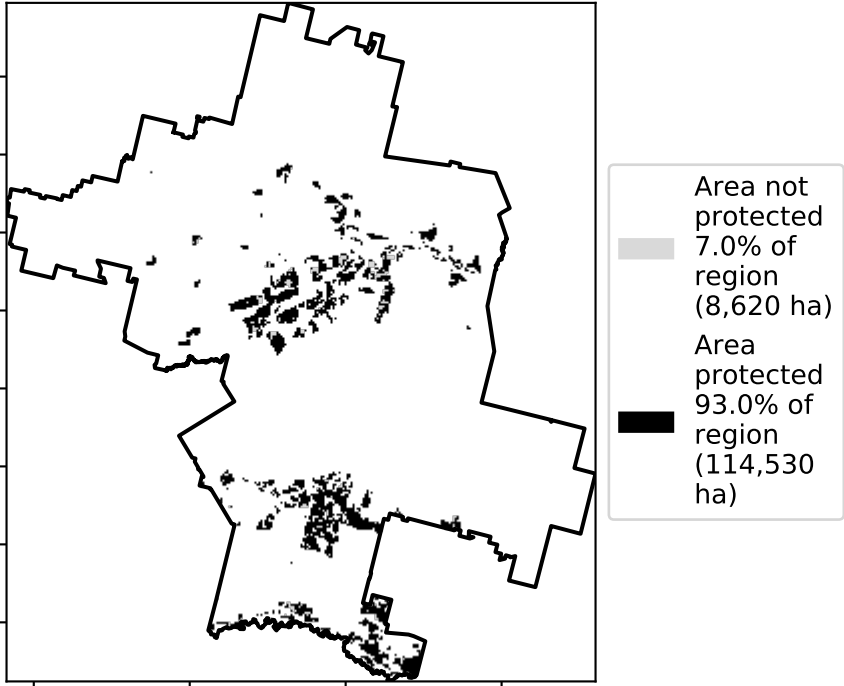 Area not
protected
7.0% of
region
(8,620 ha)
Area
protected
93.0% of
region
(114,530
ha)